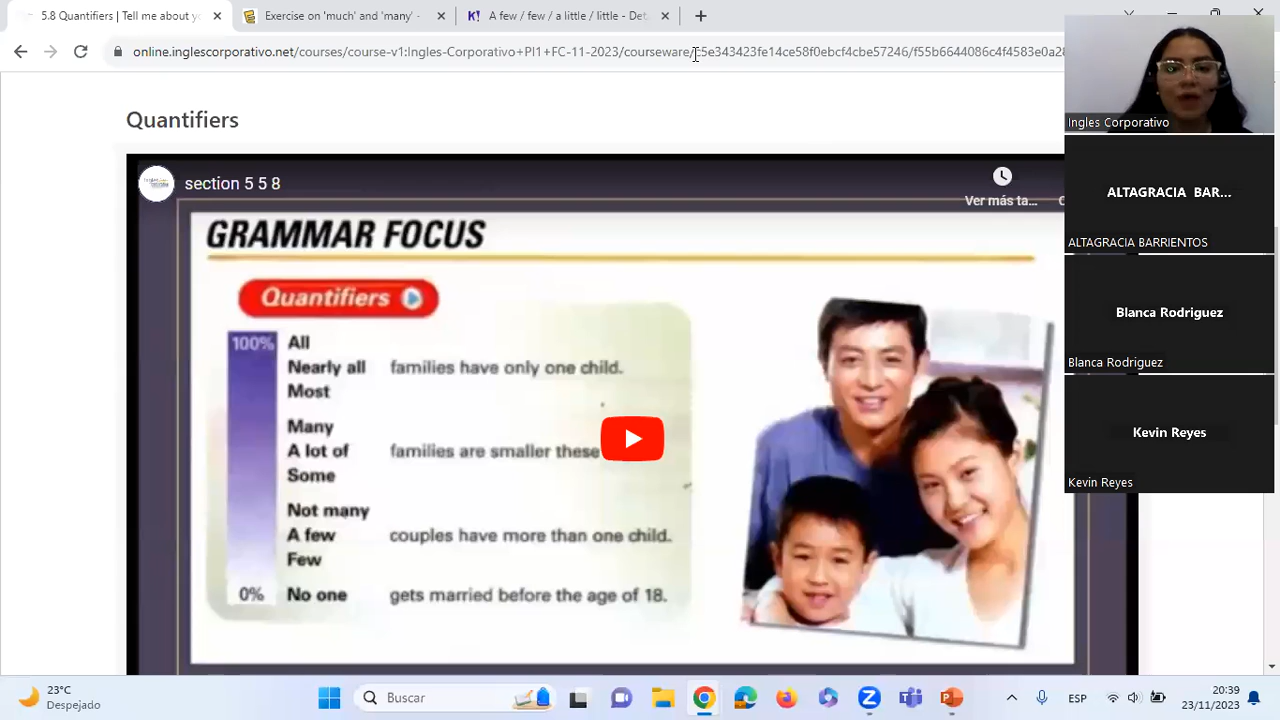 5.8 Quantifiers | Tell me about yo
Exercise on 'much' and 'many' -
K! A few / few / a little / little - Det
online.inglescorporativo.net/courses/course-v1:Ingles-Corporativo+PI1+FC-11-2023/courseware/
Quantifiers
section 5 5 8
Ver más ta...
GRAMMAR FOCUS
Quantifiers
100% All
Nearly all families have only one child.
Most
Many
A lot of families are smaller these
Some
Not many
A few couples have more than one child.
Few
0% No one gets married before the age of 18.
Ingles Corporativo
ALTAGRACIA BAR...
ALTAGRACIA BARRIENTOS
Blanca Rodriguez
Blanca Rodriguez
Kevin Reyes
Kevin Reyes
23°C
Despejado
Buscar
ESP
20:39
23/11/2023